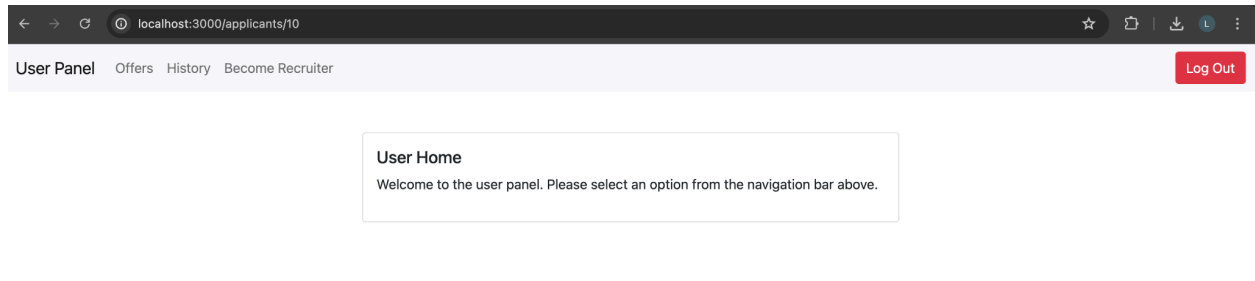 localhost:3000/applicants/10
L
User Panel Offers History Become Recruiter Log Out
User Home
Welcome to the user panel. Please select an option from the navigation bar above.